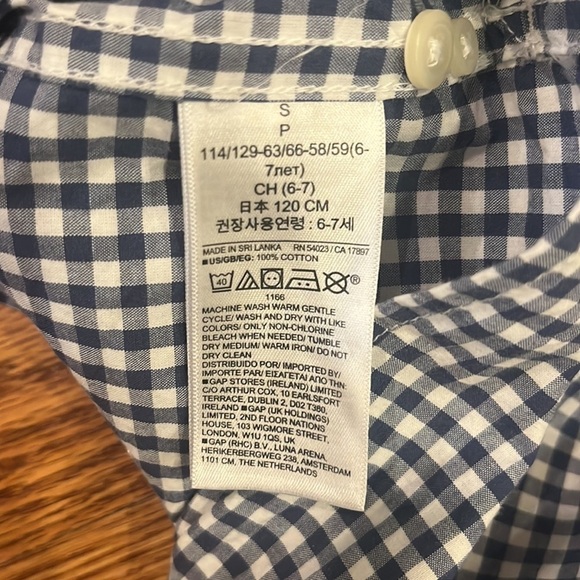 S
P
114/129-63/66-58/59(6-
7лет)
CH (6-7)
日本 120 CM
권장사용연령 : 6-7세
MADE IN SRI LANKA RN 54023 / CA 17897
■ US/GB/EG: 100% COTTON
40
®
1166
MACHINE WASH WARM GENTLE
CYCLE/ WASH AND DRY WITH LIKE
COLORS/ ONLY NON-CHLORINE
BLEACH WHEN NEEDED/ TUMBLE
DRY MEDIUM/ WARM IRON/ DO NOT
DRY CLEAN
DISTRIBUIDO POR/ IMPORTED BY/
IMPORTE PAR/ ΕΙΣΑΓΕΤΑΙ ΑΠΟ ΤΗΝ:
■ GAP STORES (IRELAND) LIMITED
C/O ARTHUR COX, 10 EARLSFORT
TERRACE, DUBLIN 2, D02 T380,
IRELAND ■ GAP (UK HOLDINGS)
LIMITED, 2ND FLOOR NATIONS
HOUSE, 103 WIGMORE STREET,
LONDON, W1U 1QS, UK
■ GAP (RHC) B.V., LUNA ARENA,
HERIKERBERGWEG 238, AMSTERDAM
1101 CM, THE NETHERLANDS